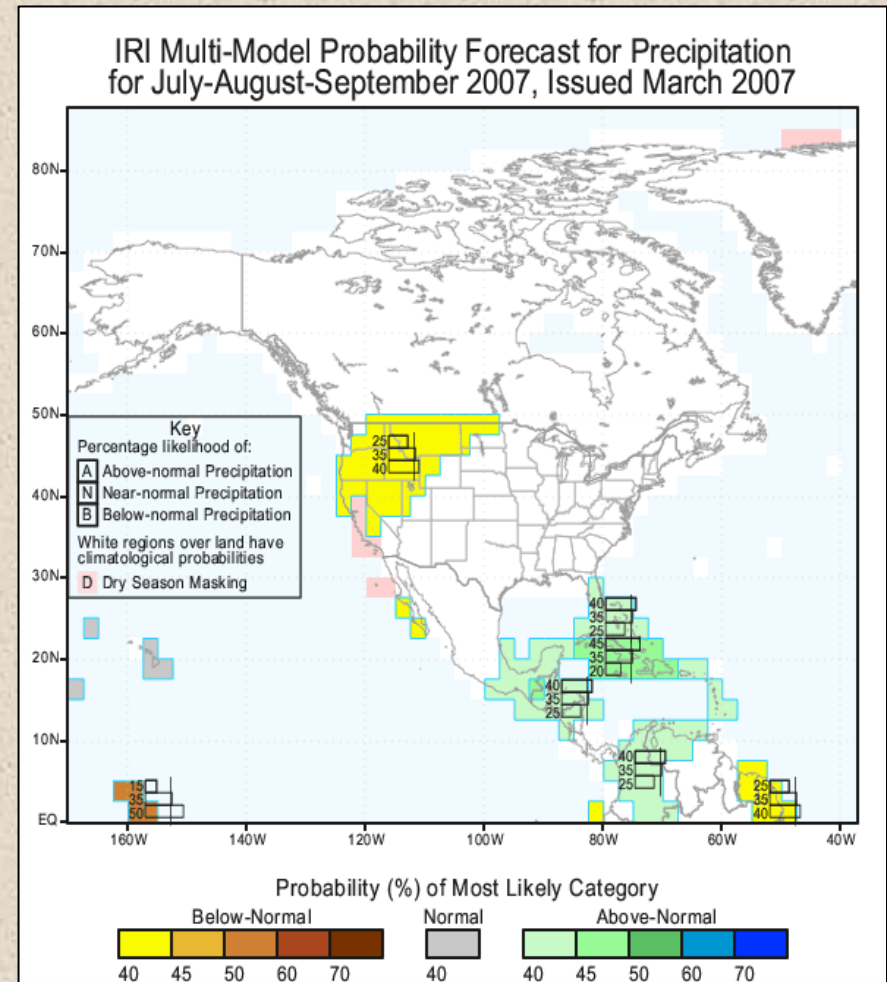 IRI Multi-Model Probability Forecast for Precipitation
for July-August-September 2007, Issued March 2007
80N
70N
60N
50N
40N
30N
20N
10N
EQ
Key
Percentage likelihood of:
A Above-normal Precipitation
N Near-normal Precipitation
B Below-normal Precipitation
White regions over land have
climatological probabilities
D Dry Season Masking
25
35
40
40
35
25
45
35
20
40
35
25
40
35
25
15
35
50
25
35
40
160W 140W 120W 100W 80W 60W 40W
Probability (%) of Most Likely Category
Below-Normal Normal Above-Normal
40 45 50 60 70 40 40 45 50 60 70